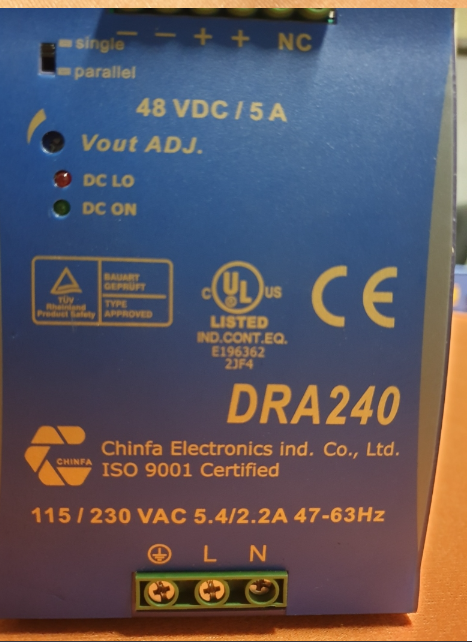 single
− − + + NC
parallel
48 VDC / 5 A
Vout ADJ.
DC LO
DC ON
TÜV
Rheinland
Product Safety
BAUART
GEPRÜFT
TYPE
APPROVED
C UL US
LISTED
IND.CONT.EQ.
E196362
2JF4
CE
DRA240
CHINFA
Chinfa Electronics ind. Co., Ltd.
ISO 9001 Certified
115 / 230 VAC 5.4/2.2A 47-63Hz
L N